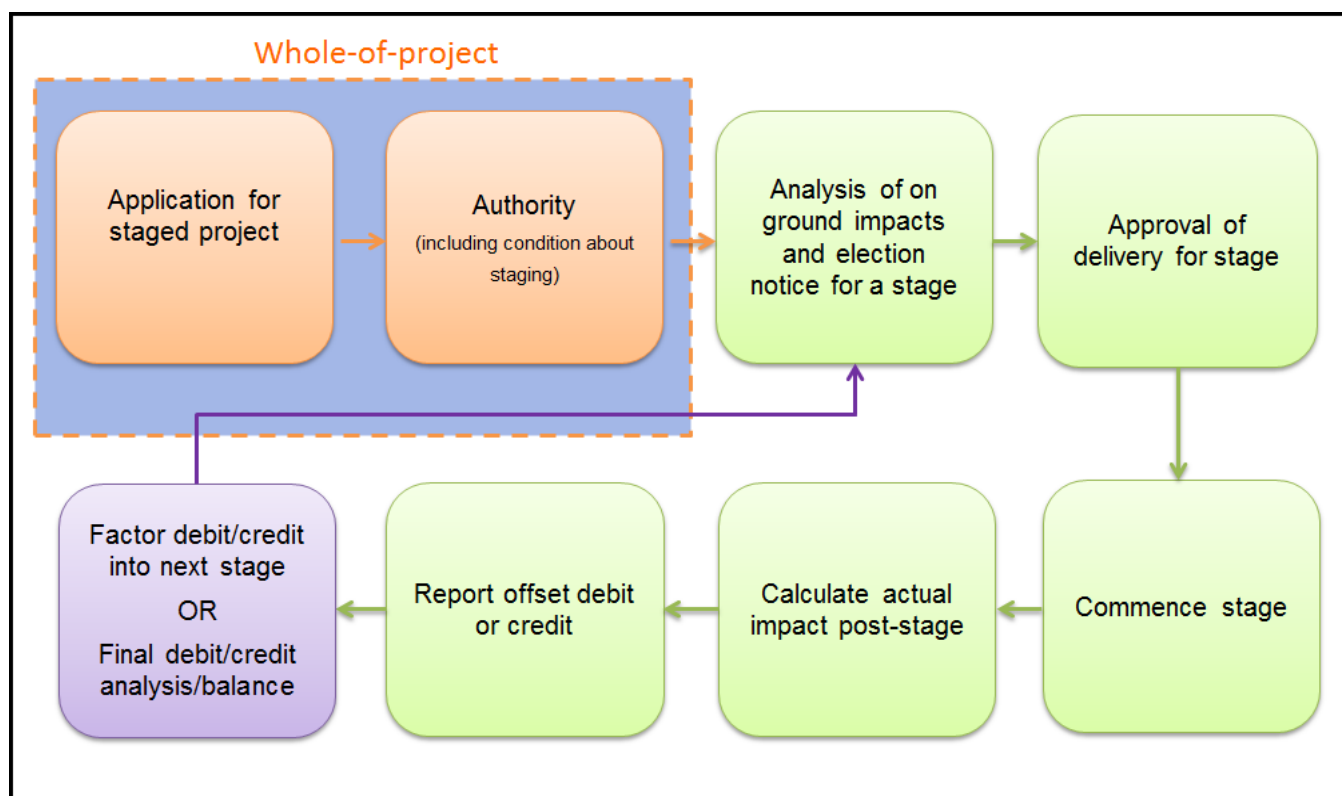 Whole-of-project
Application for
staged project
Authority
(including condition about
staging)
Analysis of on
ground impacts
and election
notice for a stage
Approval of
delivery for stage
Factor debit/credit
into next stage
OR
Final debit/credit
analysis/balance
Report offset debit
or credit
Calculate actual
impact post-stage
Commence stage